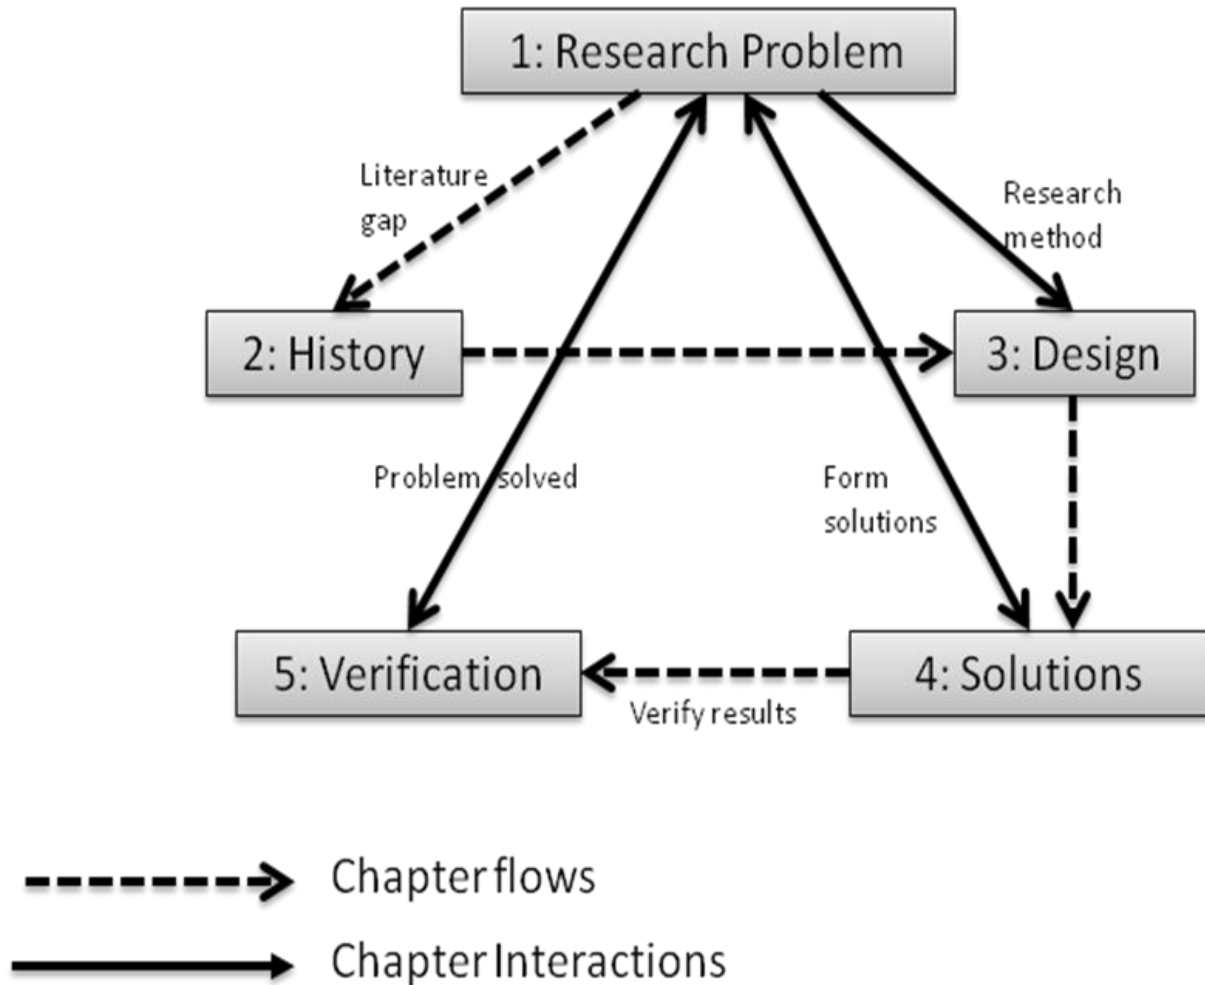 1: Research Problem
Literature
gap
Research
method
2: History
3: Design
Problem solved
Form
solutions
5: Verification
4: Solutions
Verify results
Chapter flows
Chapter Interactions